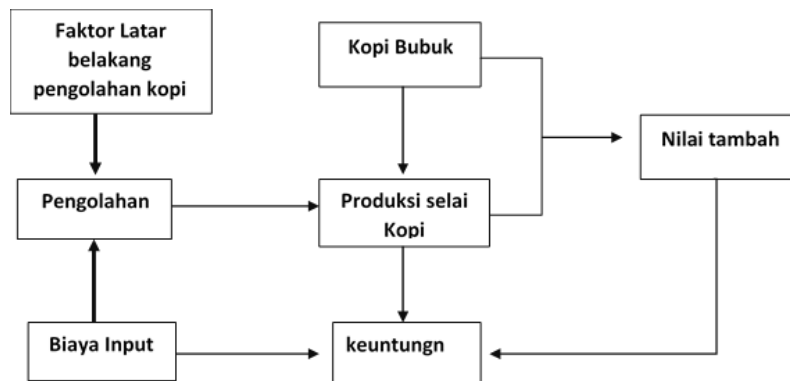 Faktor Latar
belakang
pengolahan kopi
Kopi Bubuk
Nilai tambah
Pengolahan
Produksi selai
Kopi
Biaya Input
keuntungn